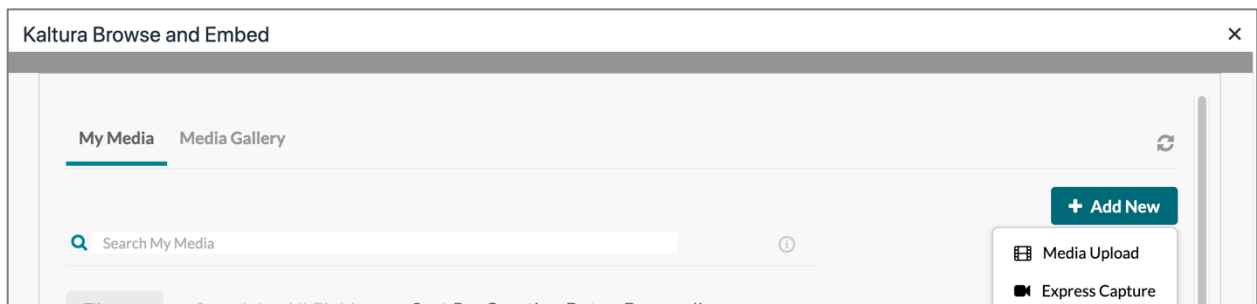 Kaltura Browse and Embed
My Media Media Gallery
+ Add New
Search My Media
Media Upload
Express Capture